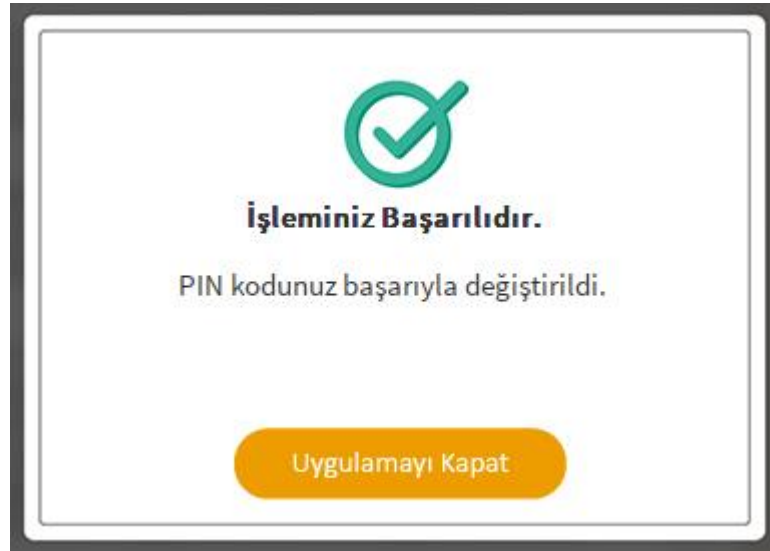 İşleminiz Başarılıdır.
PIN kodunuz başarıyla değiştirildi.
Uygulamayı Kapat